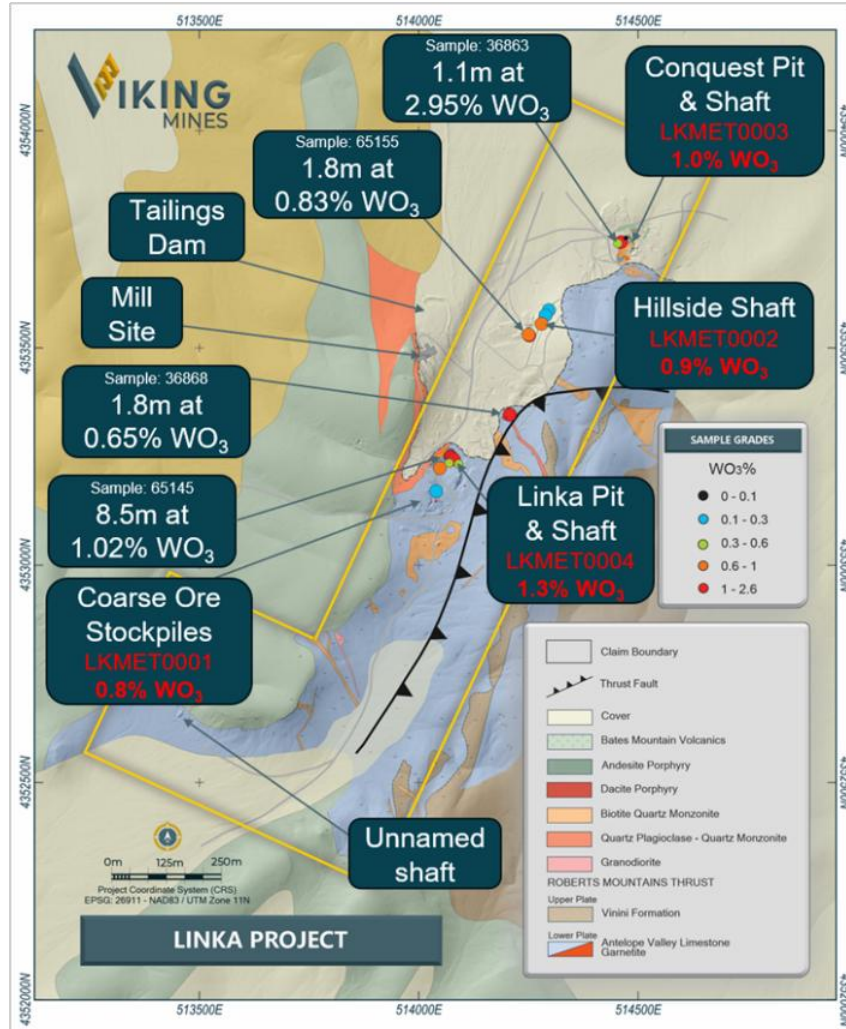 513500E
514000E
514500E
VIKING
MINES
Sample: 36863
1.1m at
2.95% WO₃
Conquest Pit
& Shaft
LKMET0003
1.0% WO₃
4354000N
Sample: 65155
1.8m at
0.83% WO₃
Tailings
Dam
Mill
Site
4353500N
Hillside Shaft
LKMET0002
0.9% WO₃
Sample: 36868
1.8m at
0.65% WO₃
Sample: 65145
8.5m at
1.02% WO₃
Linka Pit
& Shaft
LKMET0004
1.3% WO₃
SAMPLE GRADES
WO₃%
0 - 0.1
0.1 - 0.3
0.3 - 0.6
0.6 - 1
1 - 2.6
4353000N
Coarse Ore
Stockpiles
LKMET0001
0.8% WO₃
Claim Boundary
Thrust Fault
Cover
Bates Mountain Volcanics
Andesite Porphyry
Dacite Porphyry
Biotite Quartz Monzonite
Quartz Plagioclase - Quartz Monzonite
Granodiorite
ROBERTS MOUNTAINS THRUST
Upper Plate
Vinini Formation
Lower Plate
Antelope Valley Limestone
Garnetite
4352500N
Unnamed
shaft
0m 125m 250m
Project Coordinate System (CRS)
EPSG: 26911 - NAD83 / UTM Zone 11N
LINKA PROJECT
4352000N
513500E
514000E
514500E